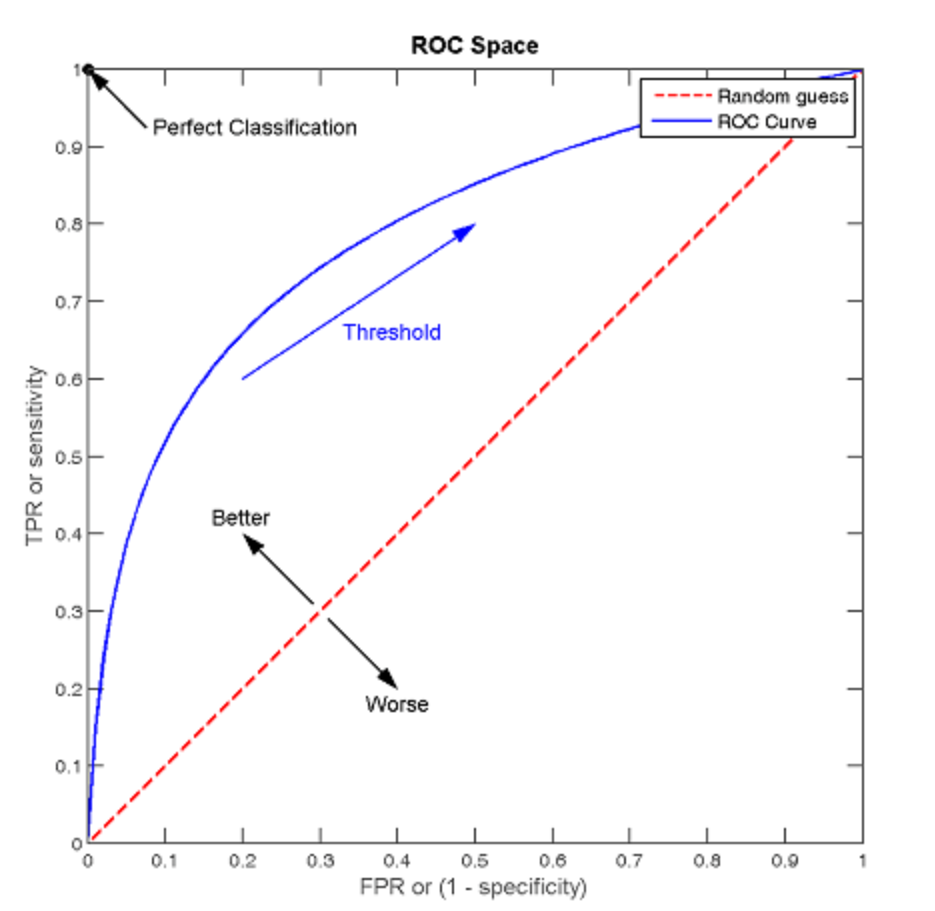 ROC Space
Perfect Classification
Random guess
ROC Curve
Threshold
Better
Worse
TPR or sensitivity
1
0.9
0.8
0.7
0.6
0.5
0.4
0.3
0.2
0.1
0
0
0.1
0.2
0.3
0.4
0.5
0.6
0.7
0.8
0.9
1
FPR or (1 - specificity)